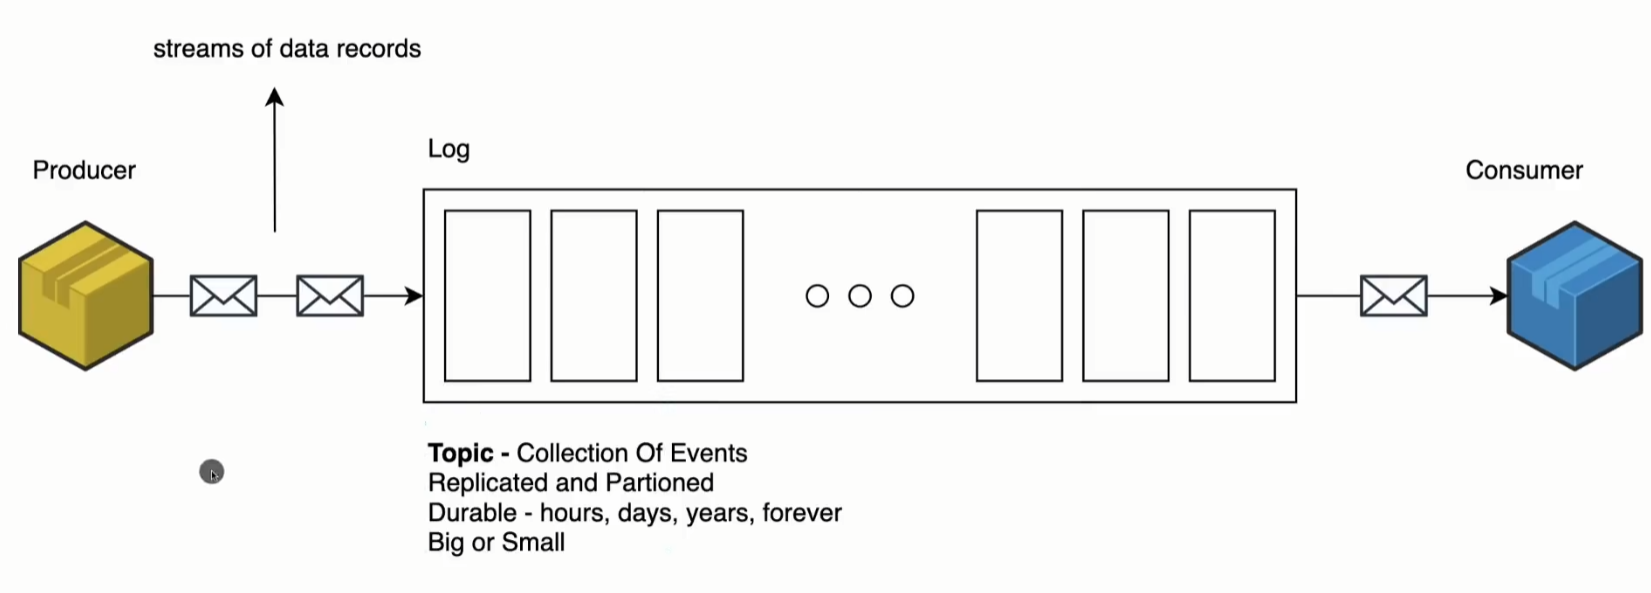 streams of data records
Log
Producer
Consumer
Topic - Collection Of Events
Replicated and Partioned
Durable - hours, days, years, forever
Big or Small